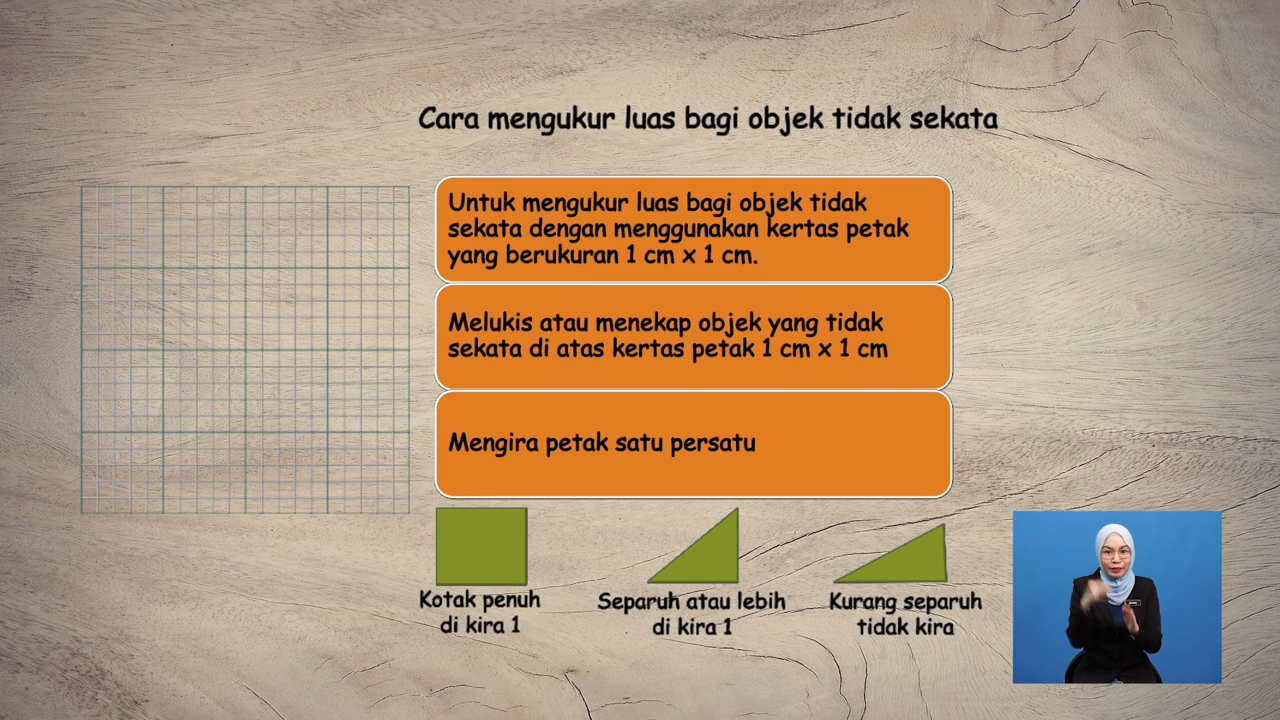 Cara mengukur luas bagi objek tidak sekata
Untuk mengukur luas bagi objek tidak
sekata dengan menggunakan kertas petak
yang berukuran 1 cm x 1 cm.
Melukis atau menekap objek yang tidak
sekata di atas kertas petak 1 cm x 1 cm
Mengira petak satu persatu
Kotak penuh
di kira 1
Separuh atau lebih
di kira 1
Kurang separuh
tidak kira